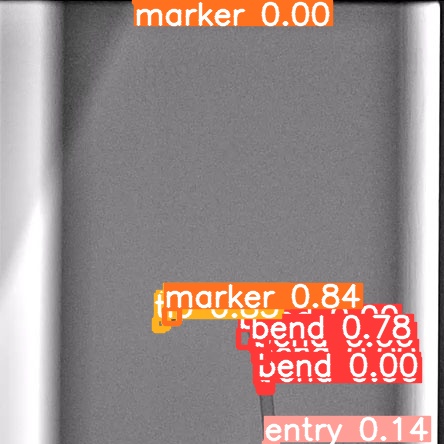 marker 0.00
marker 0.84
bend 0.78
bend 0.00
entry 0.14